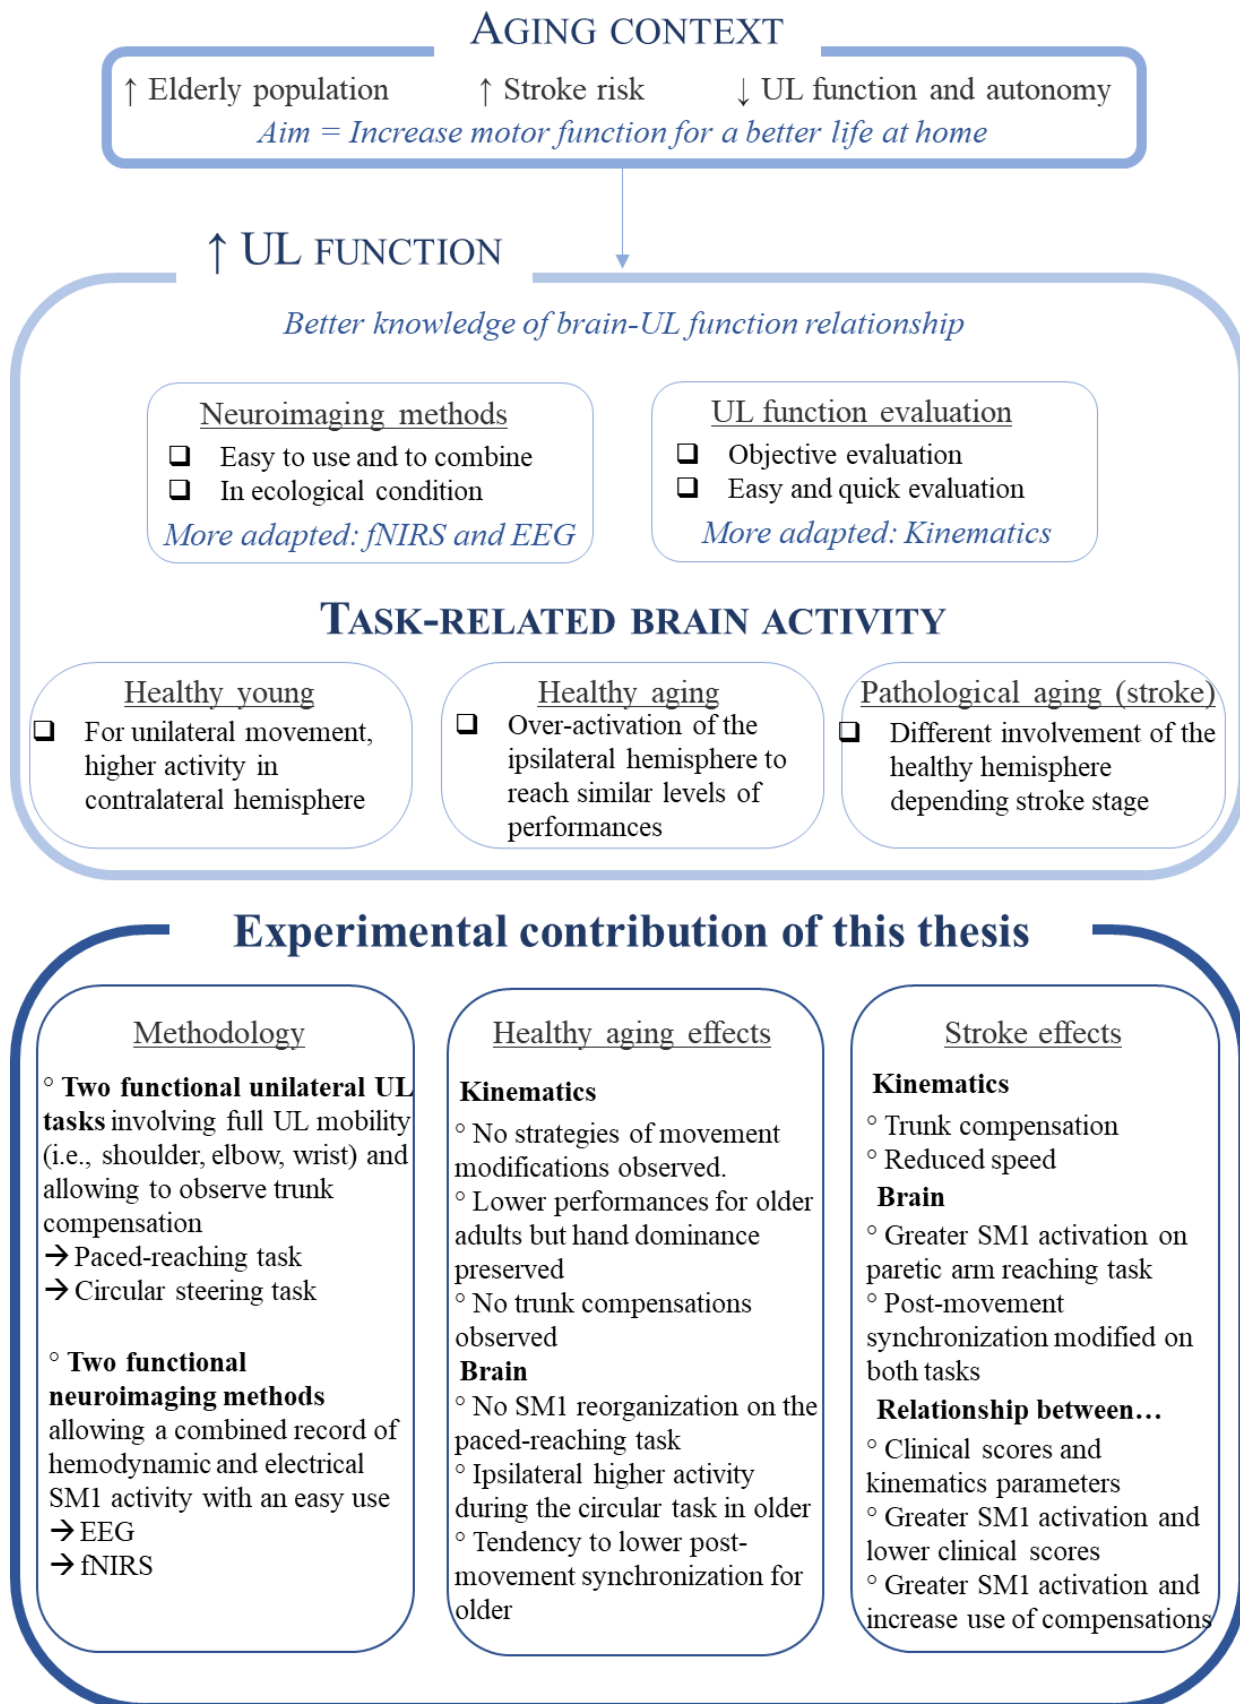 AGING CONTEXT
↑ Elderly population ↑ Stroke risk ↓ UL function and autonomy
Aim = Increase motor function for a better life at home
↑ UL FUNCTION
Better knowledge of brain-UL function relationship
Neuroimaging methods
❑ Easy to use and to combine
❑ In ecological condition
More adapted: fNIRS and EEG
UL function evaluation
❑ Objective evaluation
❑ Easy and quick evaluation
More adapted: Kinematics
TASK-RELATED BRAIN ACTIVITY
Healthy young
❑ For unilateral movement,
higher activity in
contralateral hemisphere
Healthy aging
❑ Over-activation of the
ipsilateral hemisphere to
reach similar levels of
performances
Pathological aging (stroke)
❑ Different involvement of the
healthy hemisphere
depending stroke stage
Experimental contribution of this thesis
Methodology
° Two functional unilateral UL
tasks involving full UL mobility
(i.e., shoulder, elbow, wrist) and
allowing to observe trunk
compensation
→ Paced-reaching task
→ Circular steering task
° Two functional
neuroimaging methods
allowing a combined record of
hemodynamic and electrical
SM1 activity with an easy use
→ EEG
→ fNIRS
Healthy aging effects
Kinematics
° No strategies of movement
modifications observed.
° Lower performances for older
adults but hand dominance
preserved
° No trunk compensations
observed
Brain
° No SM1 reorganization on the
paced-reaching task
° Ipsilateral higher activity
during the circular task in older
° Tendency to lower post-
movement synchronization for
older
Stroke effects
Kinematics
° Trunk compensation
° Reduced speed
Brain
° Greater SM1 activation on
paretic arm reaching task
° Post-movement
synchronization modified on
both tasks
Relationship between…
° Clinical scores and
kinematics parameters
° Greater SM1 activation and
lower clinical scores
° Greater SM1 activation and
increase use of compensations